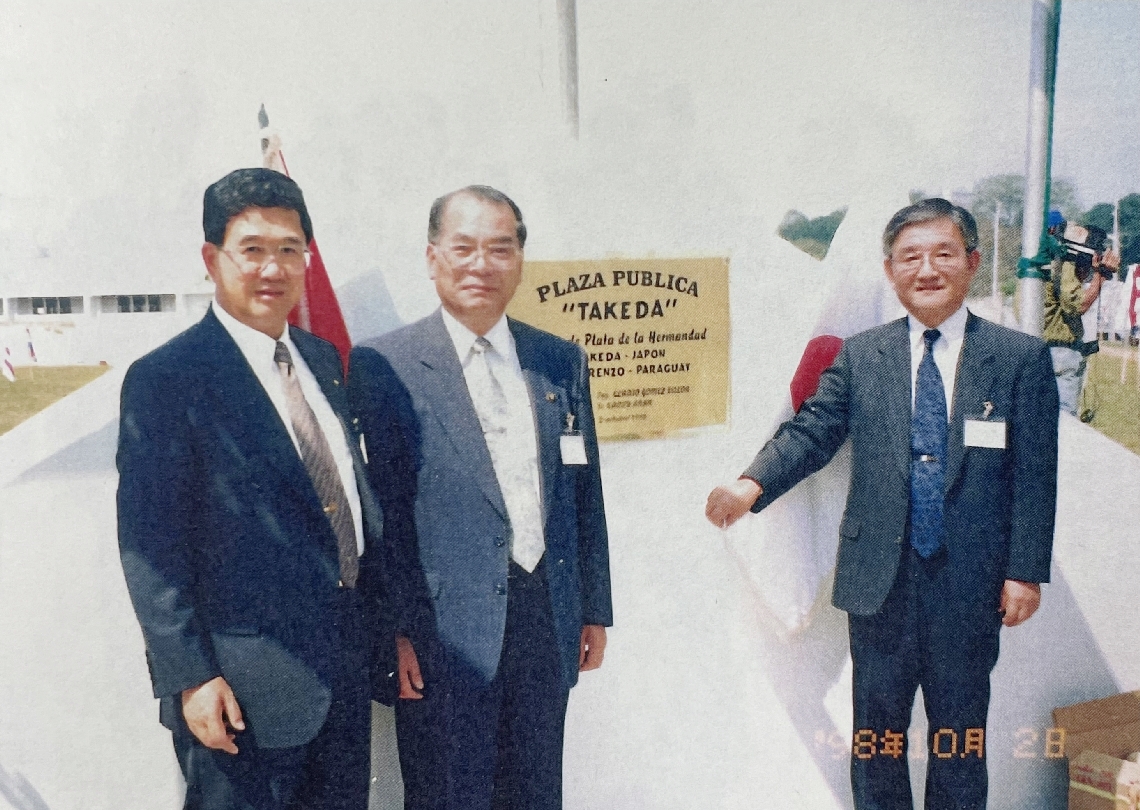 PLAZA PUBLICA
"TAKEDA"
de Plata de la Hermandad
KEDA - JAPON
RENZO - PARAGUAY
'98年10月 2日